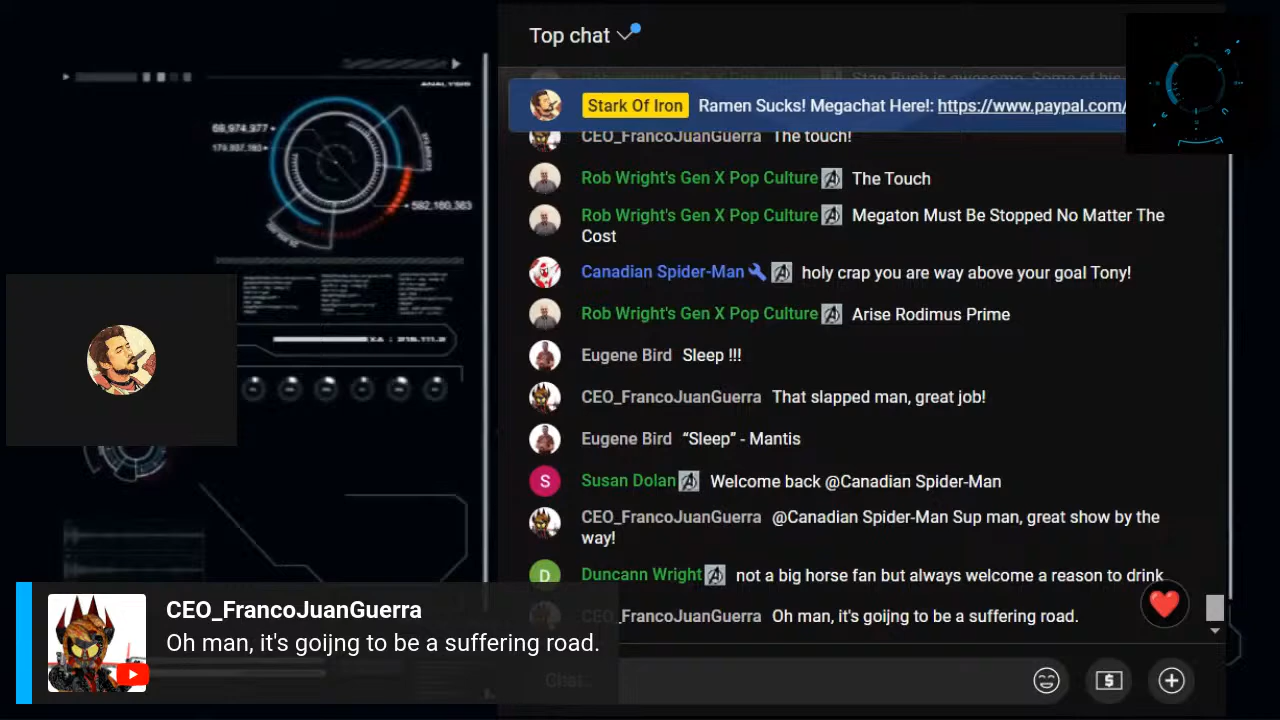 Top chat
ANALYSIS
Stark Of Iron Ramen Sucks! Megachat Here!: https://www.paypal.com/
CEO_FrancoJuanGuerra The touch!
Rob Wright's Gen X Pop Culture The Touch
Rob Wright's Gen X Pop Culture Megaton Must Be Stopped No Matter The
Cost
Canadian Spider-Man holy crap you are way above your goal Tony!
Rob Wright's Gen X Pop Culture Arise Rodimus Prime
Eugene Bird Sleep !!!
CEO_FrancoJuanGuerra That slapped man, great job!
Eugene Bird “Sleep” - Mantis
S Susan Dolan Welcome back @Canadian Spider-Man
CEO_FrancoJuanGuerra @Canadian Spider-Man Sup man, great show by the
way!
D Duncann Wright not a big horse fan but always welcome a reason to drink
CEO_FrancoJuanGuerra Oh man, it's goijng to be a suffering road.
CEO_FrancoJuanGuerra
Oh man, it's goijng to be a suffering road.
Chat...